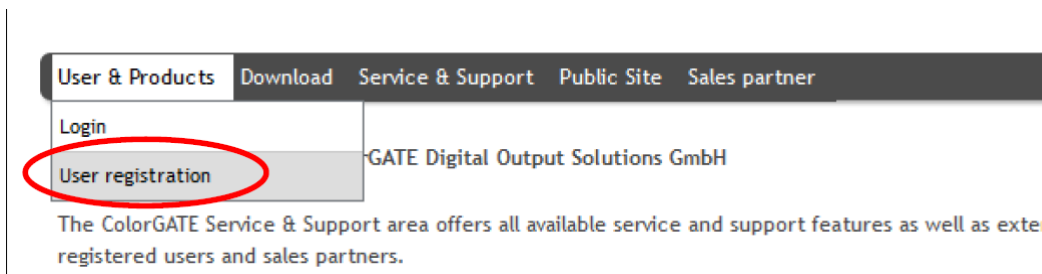 User & Products Download Service & Support Public Site Sales partner
Login
GATE Digital Output Solutions GmbH
User registration
The ColorGATE Service & Support area offers all available service and support features as well as
registered users and sales partners.